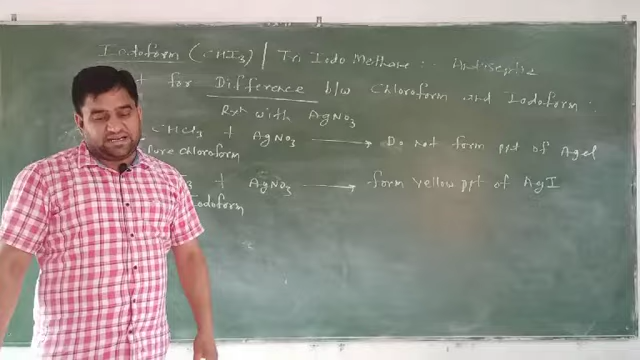 Iodoform (CHI3) | Tri Iodo Methane :- Antiseptic
t for Difference b/w Chloroform and Iodoform :-
Rxn with AgNO3
CHCl3 + AgNO3 → Do not form ppt of AgCl
Pure Chloroform
I3 + AgNO3 → form yellow ppt of AgI
Iodoform